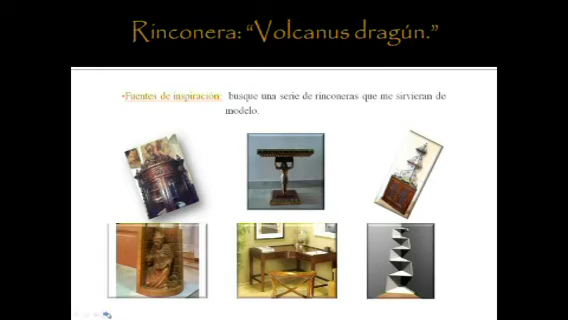 Rinconera: “Volcanus dragún.”
•Fuentes de inspiración: busque una serie de rinconeras que me sirvieran de
modelo.